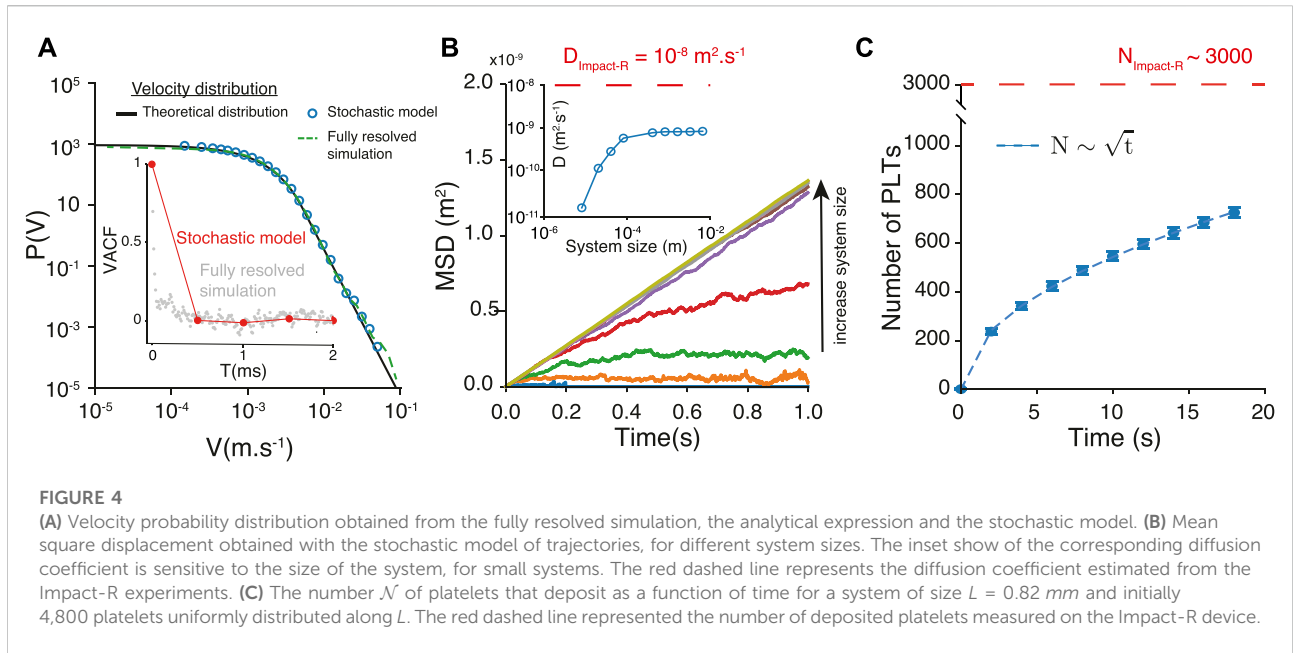 A
Velocity distribution
Theoretical distribution
Stochastic model
Fully resolved
simulation
P(V)
10^5
10^3
10
10^-1
10^-3
10^-5
10^-5
10^-4
10^-3
10^-2
10^-1
V(m.s^-1)
VACF
1
0.5
0
Stochastic model
Fully resolved
simulation
0
1
2
T(ms)
B
x10^-9
D_Impact-R = 10^-8 m^2.s^-1
MSD (m^2)
2.0
1.5
1.0
0.5
0.0
0.0
0.2
0.4
0.6
0.8
1.0
Time(s)
D (m^2s^-1)
10^-8
10^-9
10^-10
10^-11
10^-6
10^-4
10^-2
System size (m)
increase system size
C
N_Impact-R ~ 3000
Number of PLTs
3000
1000
800
600
400
200
0
N ∼ √t
0
5
10
15
20
Time (s)
FIGURE 4
(A) Velocity probability distribution obtained from the fully resolved simulation, the analytical expression and the stochastic model. (B) Mean
square displacement obtained with the stochastic model of trajectories, for different system sizes. The inset show of the corresponding diffusion
coefficient is sensitive to the size of the system, for small systems. The red dashed line represents the diffusion coefficient estimated from the
Impact-R experiments. (C) The number 𝒩 of platelets that deposit as a function of time for a system of size L = 0.82 mm and initially
4,800 platelets uniformly distributed along L. The red dashed line represented the number of deposited platelets measured on the Impact-R device.